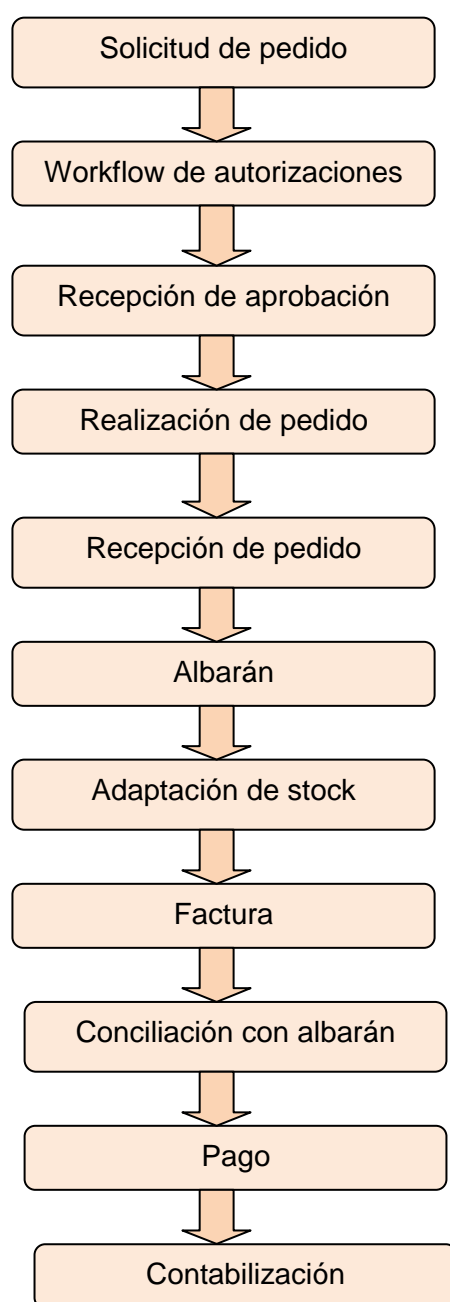 Solicitud de pedido
Workflow de autorizaciones
Recepción de aprobación
Realización de pedido
Recepción de pedido
Albarán
Adaptación de stock
Factura
Conciliación con albarán
Pago
Contabilización